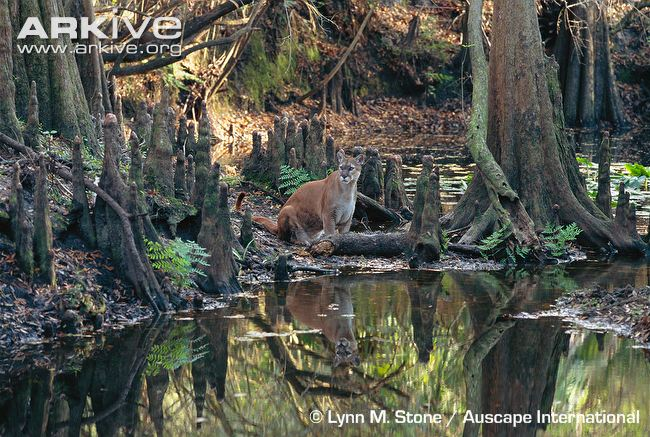 ARKIVE
www.arkive.org
© Lynn M. Stone / Auscape International